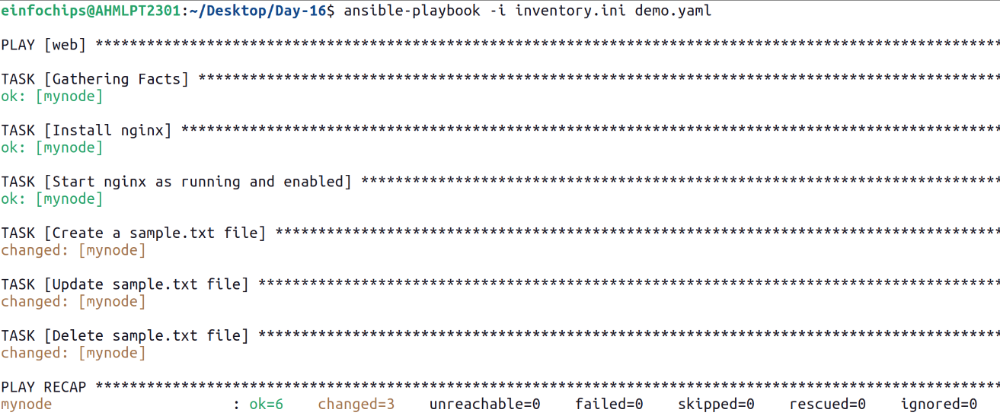 einfochips@AHMLPT2301:~/Desktop/Day-16$ ansible-playbook -i inventory.ini demo.yaml
PLAY [web] **********************************************************************************************************
TASK [Gathering Facts] **********************************************************************************************
ok: [mynode]
TASK [Install nginx] ************************************************************************************************
ok: [mynode]
TASK [Start nginx as running and enabled] ***************************************************************************
ok: [mynode]
TASK [Create a sample.txt file] *************************************************************************************
changed: [mynode]
TASK [Update sample.txt file] ***************************************************************************************
changed: [mynode]
TASK [Delete sample.txt file] ***************************************************************************************
changed: [mynode]
PLAY RECAP **********************************************************************************************************
mynode                     : ok=6    changed=3    unreachable=0    failed=0    skipped=0    rescued=0    ignored=0